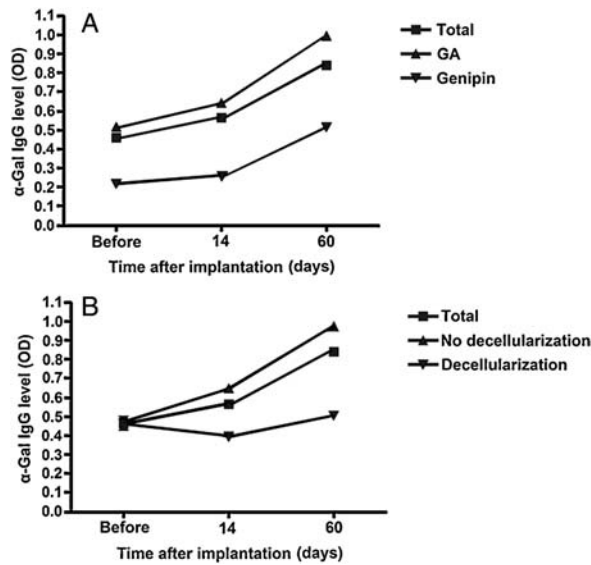 A
α-Gal IgG level (OD)
1.1
1.0
0.9
0.8
0.7
0.6
0.5
0.4
0.3
0.2
0.1
0.0
Before
14
60
Time after implantation (days)
Total
GA
Genipin
B
α-Gal IgG level (OD)
1.1
1.0
0.9
0.8
0.7
0.6
0.5
0.4
0.3
0.2
0.1
0.0
Before
14
60
Time after implantation (days)
Total
No decellularization
Decellularization